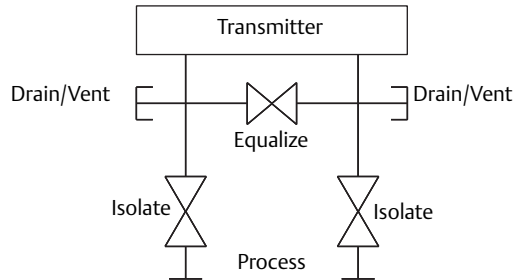 Transmitter
Drain/Vent
Drain/Vent
Equalize
Isolate
Isolate
Process